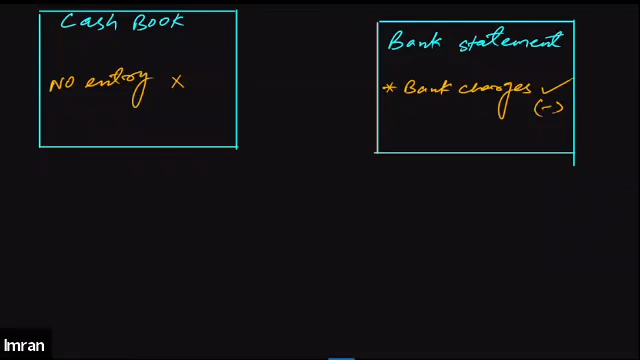 Cash Book
NO entry ×
Bank statement
* Bank charges ✓
(-)
Imran